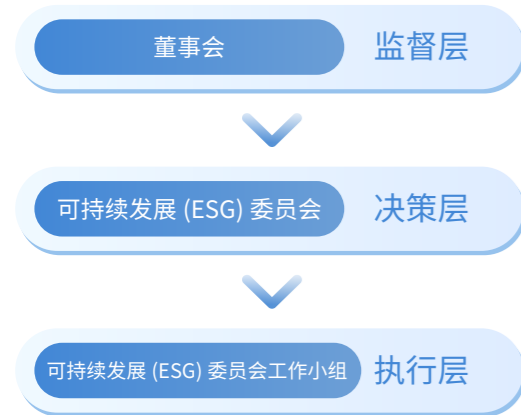 董事会 监督层
可持续发展 (ESG) 委员会 决策层
可持续发展 (ESG) 委员会工作小组 执行层